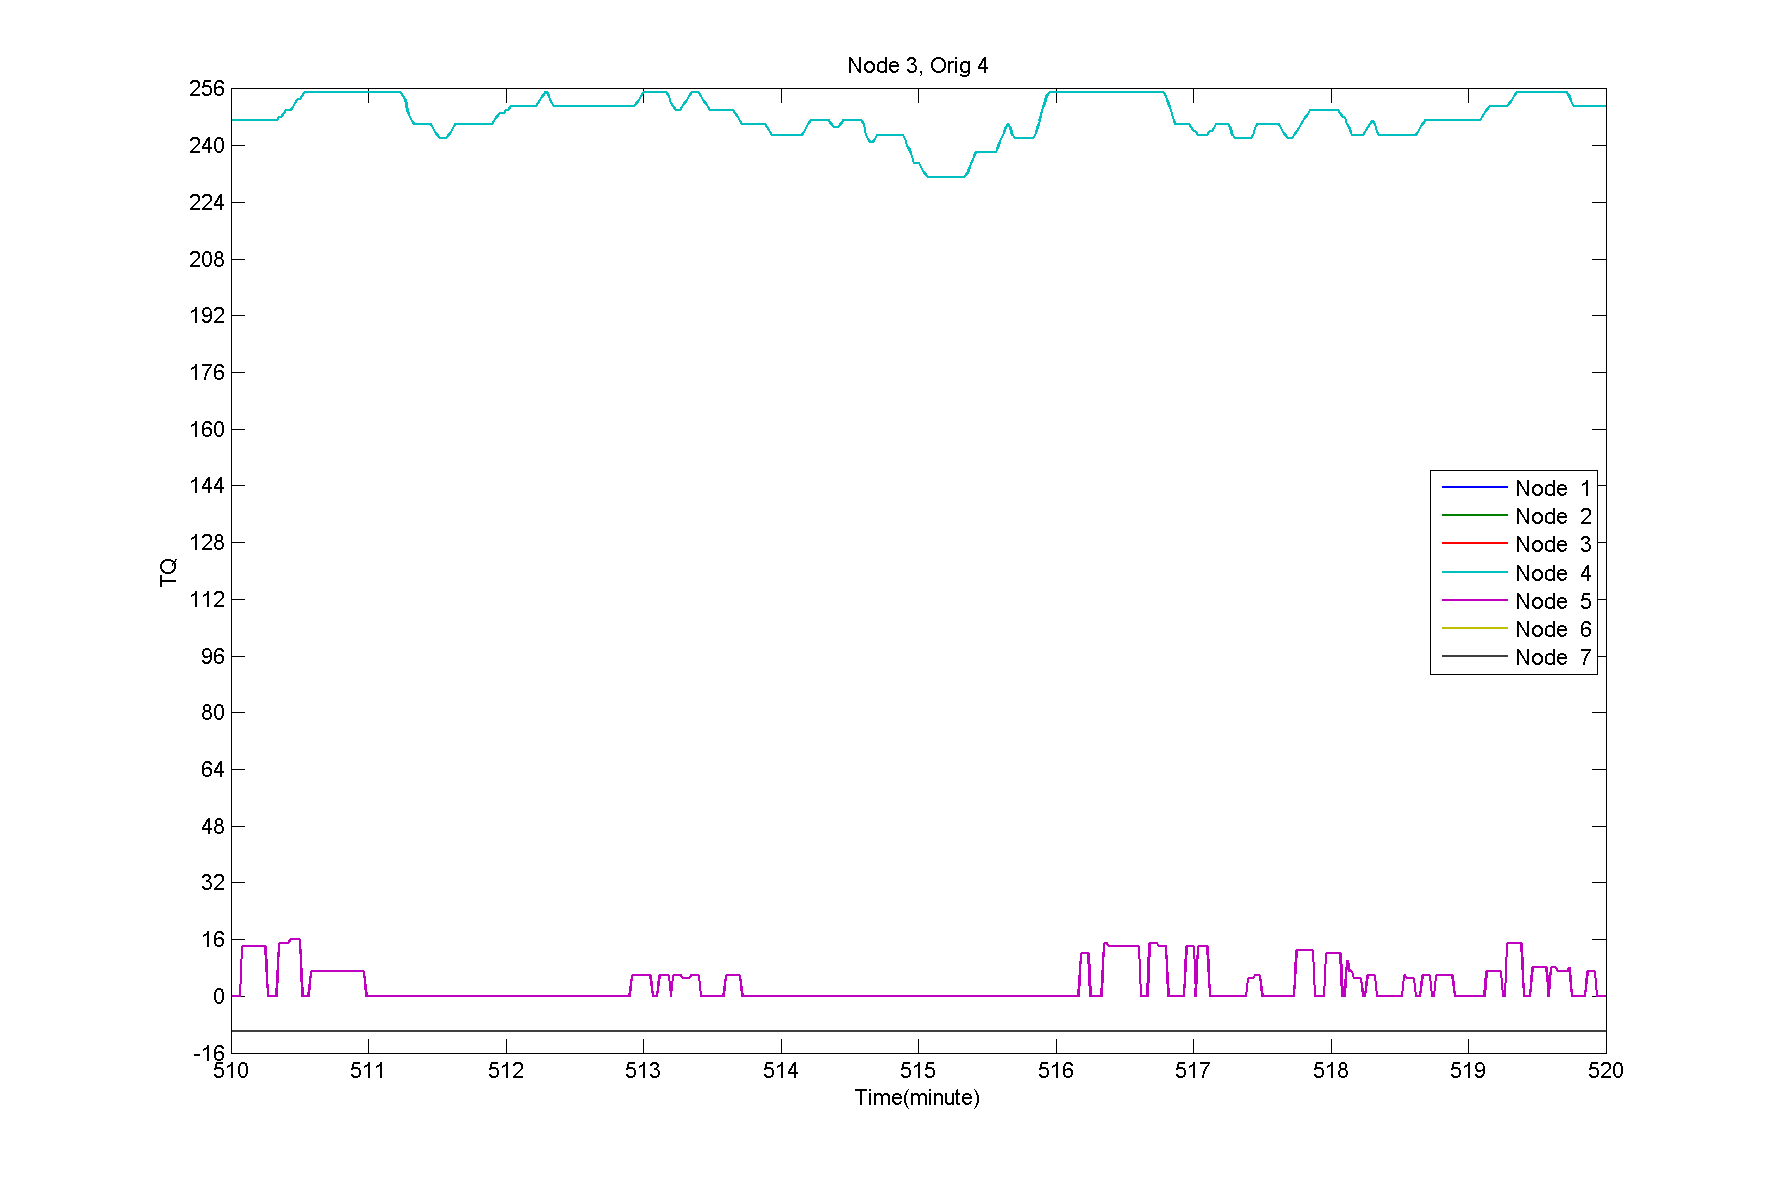 Node 3, Orig 4
256
240
224
208
192
176
160
144
128
112
96
80
64
48
32
16
0
-16
TQ
Node 1
Node 2
Node 3
Node 4
Node 5
Node 6
Node 7
510 511 512 513 514 515 516 517 518 519 520
Time(minute)